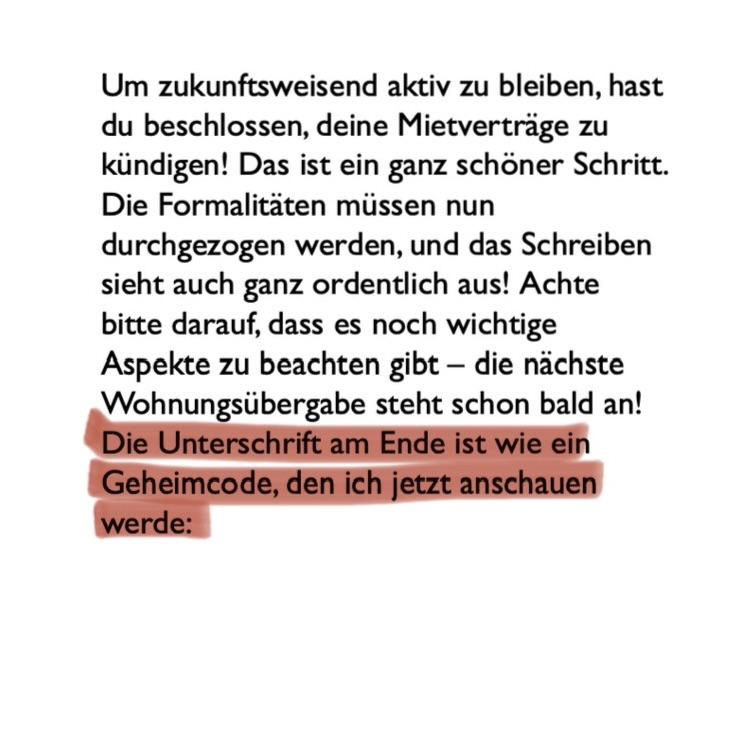 Um zukunftsweisend aktiv zu bleiben, hast
du beschlossen, deine Mietverträge zu
kündigen! Das ist ein ganz schöner Schritt.
Die Formalitäten müssen nun
durchgezogen werden, und das Schreiben
sieht auch ganz ordentlich aus! Achte
bitte darauf, dass es noch wichtige
Aspekte zu beachten gibt – die nächste
Wohnungsübergabe steht schon bald an!
Die Unterschrift am Ende ist wie ein
Geheimcode, den ich jetzt anschauen
werde: